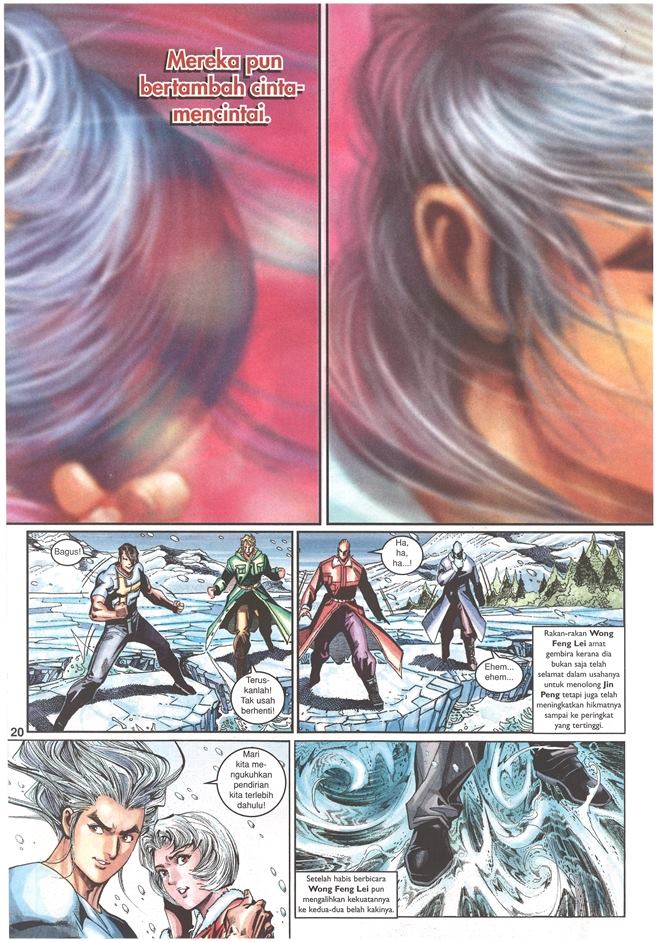 Mereka pun
bertambah cinta-
mencintai.
Bagus!
Terus-
kanlah!
Tak usah
berhenti!
Ha,
ha,
ha...!
Ehem...
ehem...
Rakan-rakan Wong
Feng Lei amat
gembira kerana dia
bukan saja telah
selamat dalam usahanya
untuk menolong Jin
Peng tetapi juga telah
meningkatkan hikmatnya
sampai ke peringkat
yang tertinggi.
20
Mari
kita me-
ngukuhkan
pendirian
kita terlebih
dahulu!
Setelah habis berbicara
Wong Feng Lei pun
mengalihkan kekuatannya
ke kedua-dua belah kakinya.